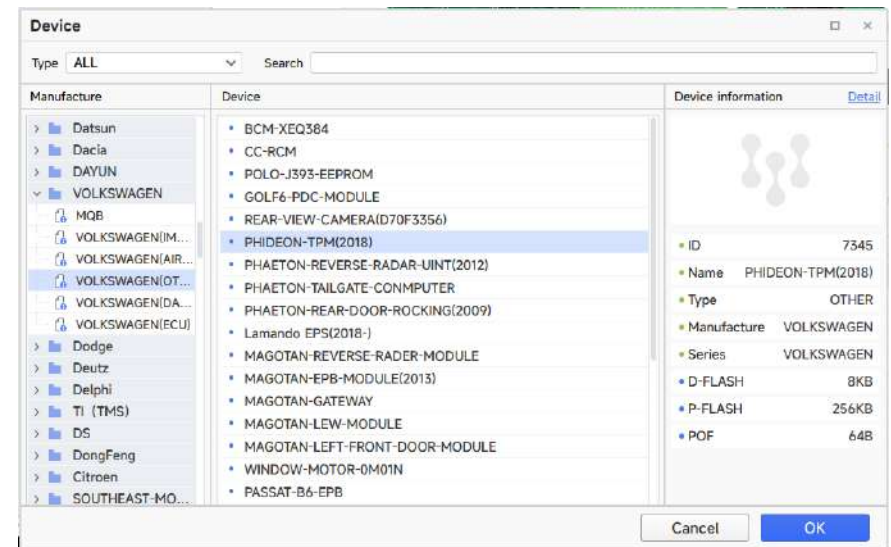 Device
Type ALL Search
Manufacture
Datsun
Dacia
DAYUN
VOLKSWAGEN
MQB
VOLKSWAGEN(IM...
VOLKSWAGEN(AIR...
VOLKSWAGEN(OT...
VOLKSWAGEN(DA...
VOLKSWAGEN(ECU)
Dodge
Deutz
Delphi
TI (TMS)
DS
DongFeng
Citroen
SOUTHEAST-MO...
Device
BCM-XEQ384
CC-RCM
POLO-J393-EEPROM
GOLF6-PDC-MODULE
REAR-VIEW-CAMERA(D70F3356)
PHIDEON-TPM(2018)
PHAETON-REVERSE-RADAR-UINT(2012)
PHAETON-TAILGATE-CONMPUTER
PHAETON-REAR-DOOR-ROCKING(2009)
Lamando EPS(2018-)
MAGOTAN-REVERSE-RADER-MODULE
MAGOTAN-EPB-MODULE(2013)
MAGOTAN-GATEWAY
MAGOTAN-LEW-MODULE
MAGOTAN-LEFT-FRONT-DOOR-MODULE
WINDOW-MOTOR-0M01N
PASSAT-B6-EPB
Device information Detail
ID 7345
Name PHIDEON-TPM(2018)
Type OTHER
Manufacture VOLKSWAGEN
Series VOLKSWAGEN
D-FLASH 8KB
P-FLASH 256KB
POF 64B
Cancel OK